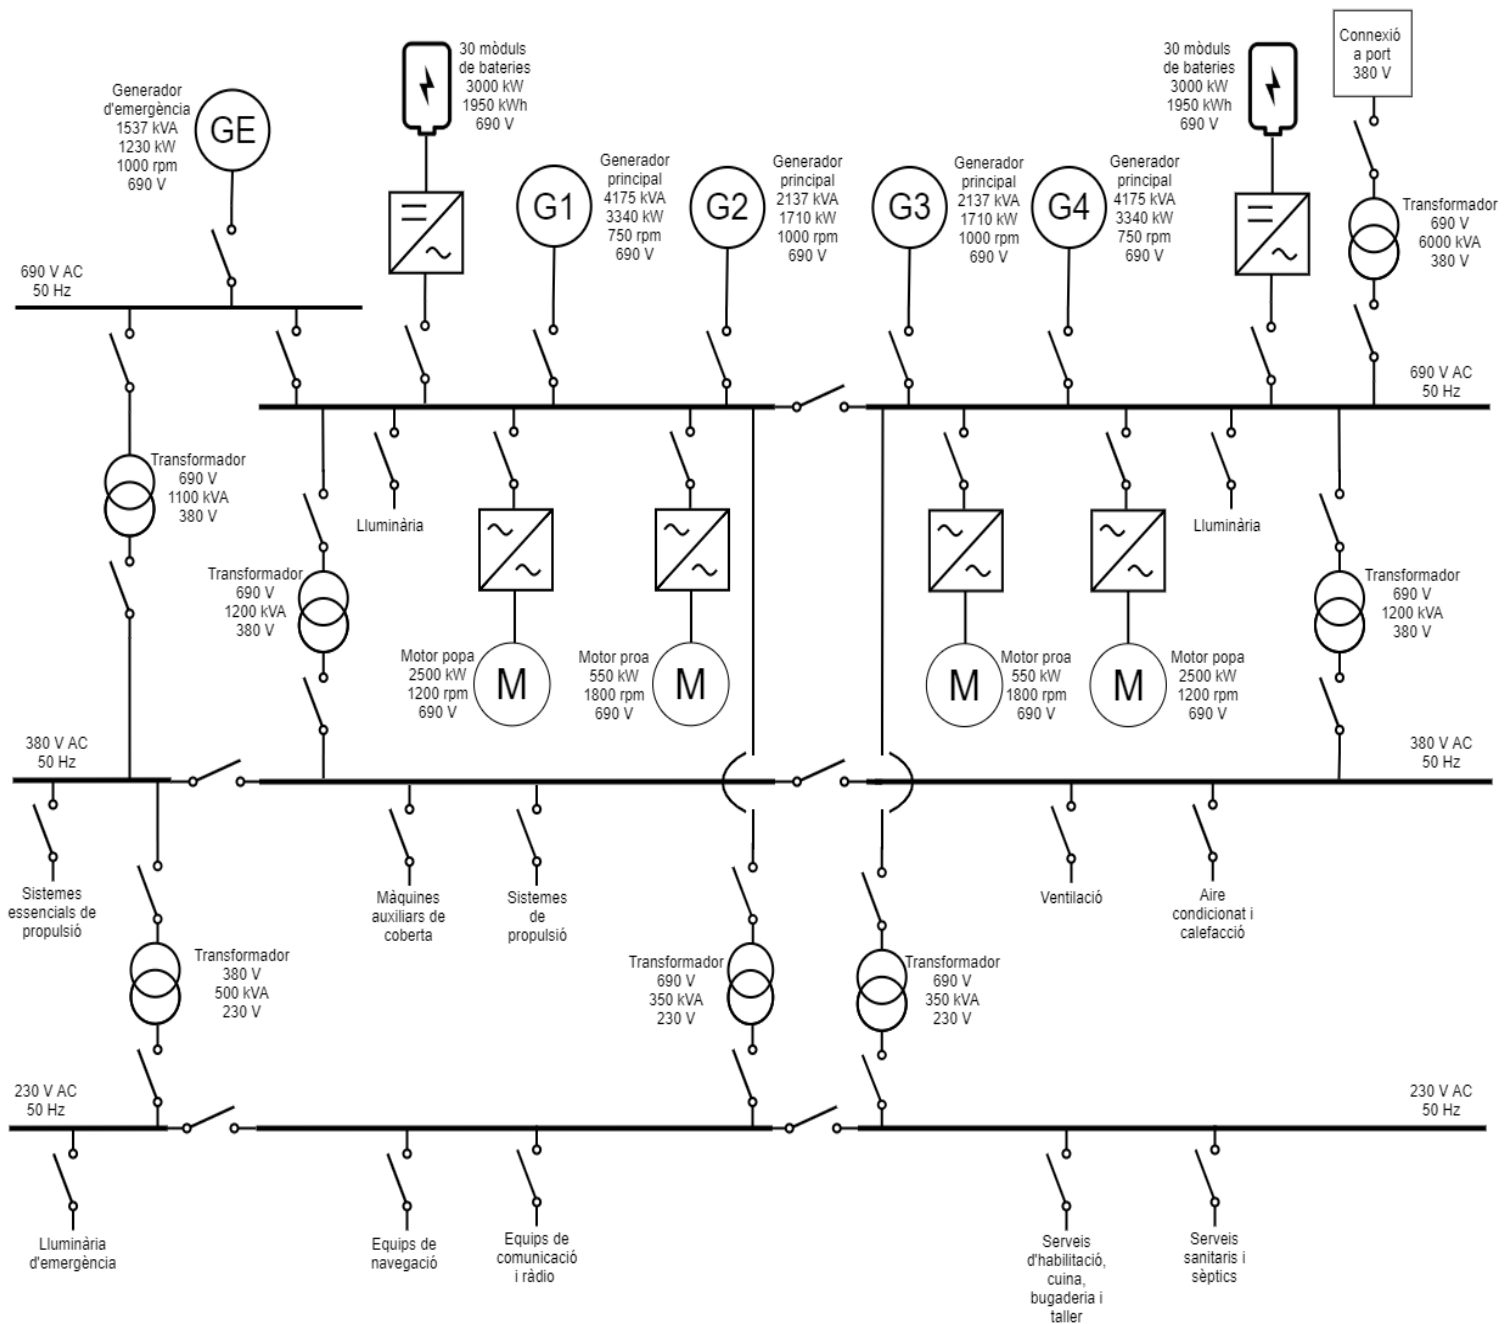 Connexió
a port
380 V
30 mòduls
de bateries
3000 kW
1950 kWh
690 V
30 mòduls
de bateries
3000 kW
1950 kWh
690 V
Generador
d'emergència
1537 kVA
1230 kW
1000 rpm
690 V
GE
Generador
principal
4175 kVA
3340 kW
750 rpm
690 V
G1
Generador
principal
2137 kVA
1710 kW
1000 rpm
690 V
G2
Generador
principal
2137 kVA
1710 kW
1000 rpm
690 V
G3
Generador
principal
4175 kVA
3340 kW
750 rpm
690 V
G4
Transformador
690 V
6000 kVA
380 V
690 V AC
50 Hz
690 V AC
50 Hz
Transformador
690 V
1100 kVA
380 V
Lluminària
Lluminària
Transformador
690 V
1200 kVA
380 V
Transformador
690 V
1200 kVA
380 V
Motor popa
2500 kW
1200 rpm
690 V
M
Motor proa
550 kW
1800 rpm
690 V
M
M
Motor proa
550 kW
1800 rpm
690 V
M
Motor popa
2500 kW
1200 rpm
690 V
380 V AC
50 Hz
380 V AC
50 Hz
Sistemes
essencials de
propulsió
Màquines
auxiliars de
coberta
Sistemes
de
propulsió
Ventilació
Aire
condicionat i
calefacció
Transformador
380 V
500 kVA
230 V
Transformador
690 V
350 kVA
230 V
Transformador
690 V
350 kVA
230 V
230 V AC
50 Hz
230 V AC
50 Hz
Lluminària
d'emergència
Equips de
navegació
Equips de
comunicació
i ràdio
Serveis
d'habilitació,
cuina,
bugaderia i
taller
Serveis
sanitaris i
sèptics